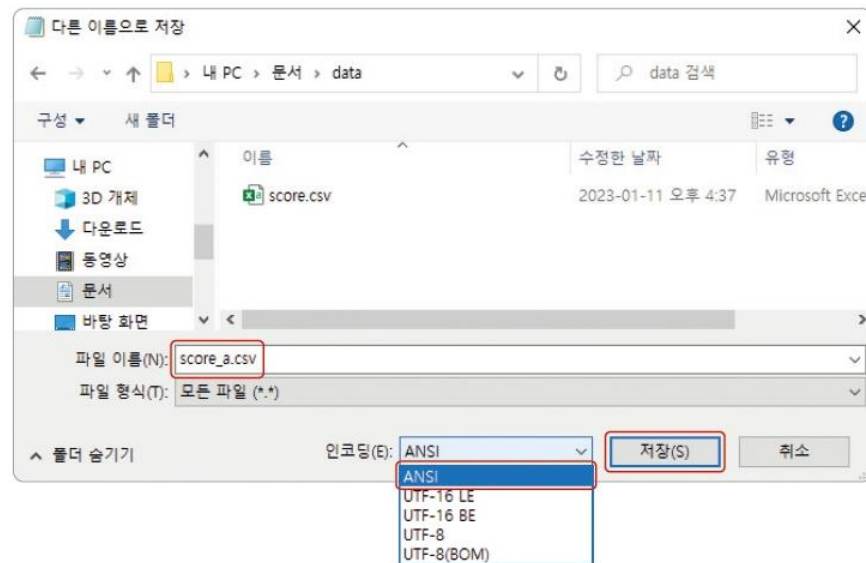 다른 이름으로 저장
내 PC > 문서 > data
data 검색
구성
새 폴더
이름
수정한 날짜
유형
내 PC
3D 개체
다운로드
동영상
문서
바탕 화면
score.csv
2023-01-11 오후 4:37
Microsoft Exce
파일 이름(N): score_a.csv
파일 형식(T): 모든 파일 (*.*)
폴더 숨기기
인코딩(E): ANSI
저장(S)
취소
ANSI
UTF-16 LE
UTF-16 BE
UTF-8
UTF-8(BOM)